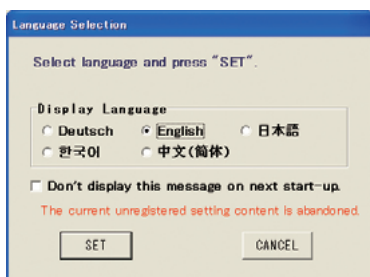 Language Selection
Select language and press "SET".
Display Language
Deutsch English 日本語
한국어 中文(简体)
Don't display this message on next start-up.
The current unregistered setting content is abandoned.
SET CANCEL